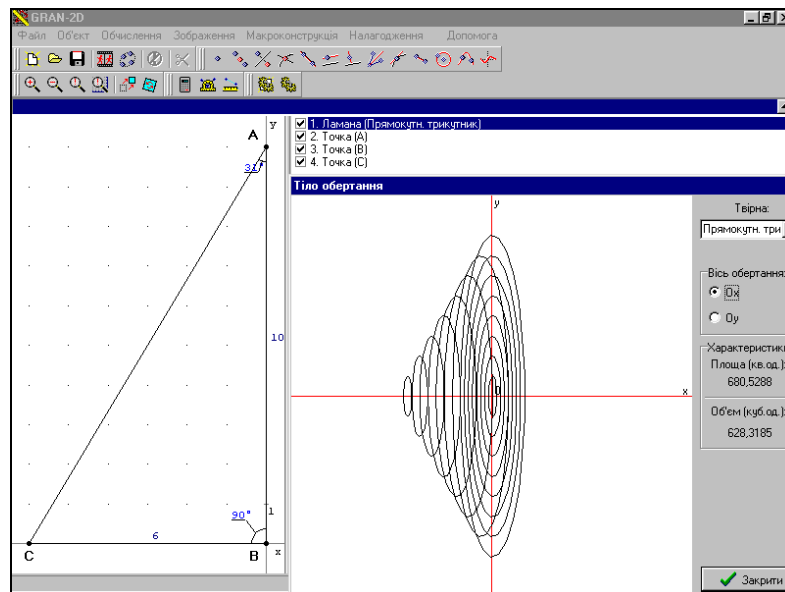 GRAN-2D
Файл Об'єкт Обчислення Зображення Макроконструкція Налагодження Допомога
y
A
31°
10
90°
1
6
C
B
x
1. Ламана (Прямокутн. трикутник)
2. Точка (A)
3. Точка (B)
4. Точка (C)
Тіло обертання
y
x
0
Твірна:
Прямокутн. три
Вісь обертання:
Ox
Oy
Характеристики
Площа (кв.од.):
680,5288
Об'єм (куб.од.):
628,3185
Закрити